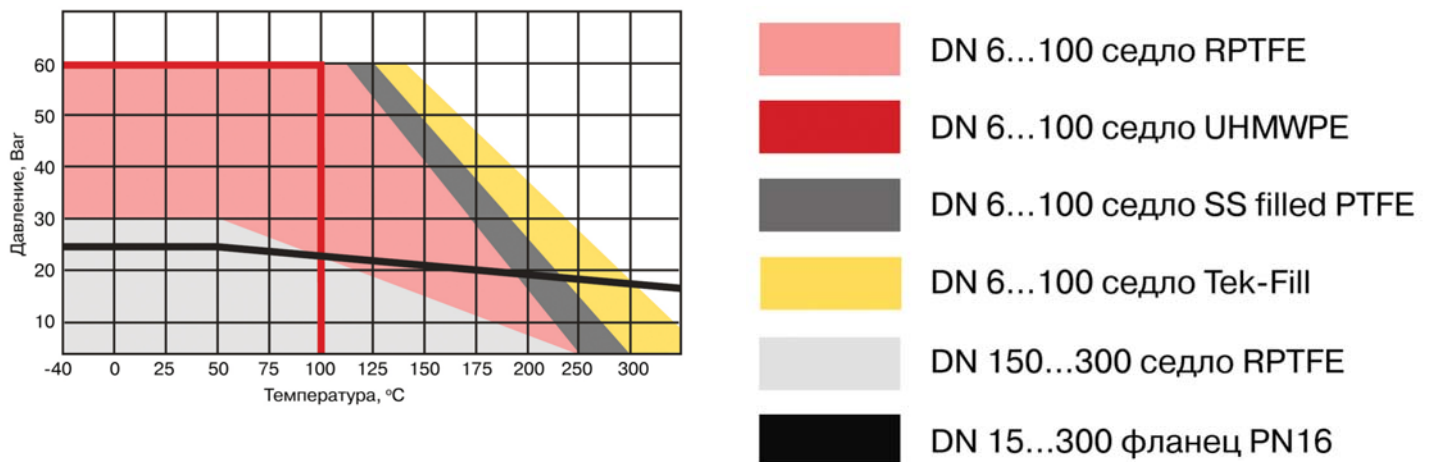 Давление, Bar
60
50
40
30
20
10
-40 0 25 50 75 100 125 150 175 200 250 300
Температура, °C
DN 6...100 седло RPTFE
DN 6...100 седло UHMWPE
DN 6...100 седло SS filled PTFE
DN 6...100 седло Tek-Fill
DN 150...300 седло RPTFE
DN 15...300 фланец PN16